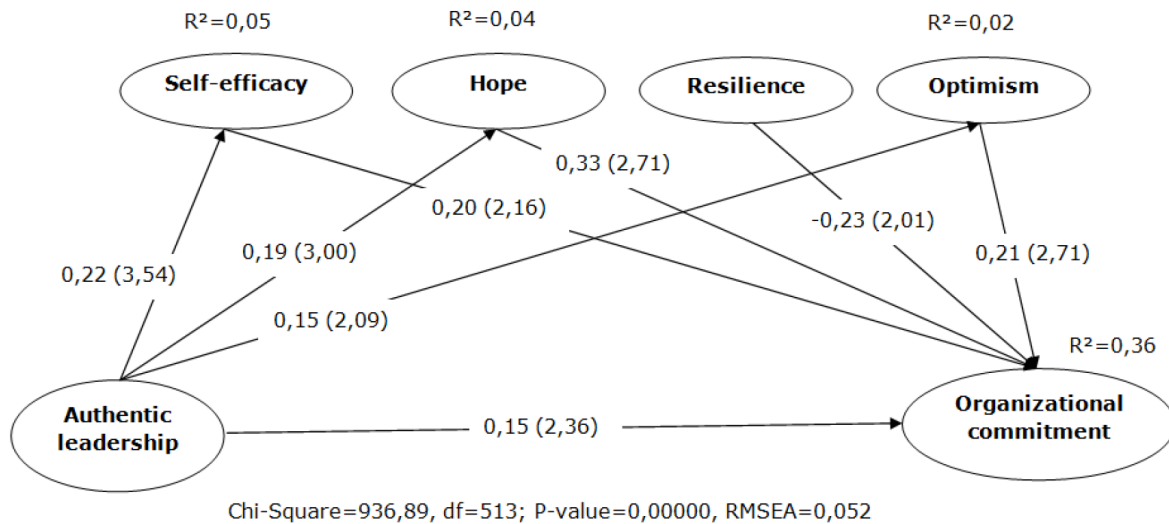 R²=0,05
R²=0,04
R²=0,02
Self-efficacy
Hope
Resilience
Optimism
0,33 (2,71)
0,20 (2,16)
-0,23 (2,01)
0,19 (3,00)
0,21 (2,71)
0,22 (3,54)
0,15 (2,09)
R²=0,36
Authentic
leadership
0,15 (2,36)
Organizational
commitment
Chi-Square=936,89, df=513; P-value=0,00000, RMSEA=0,052